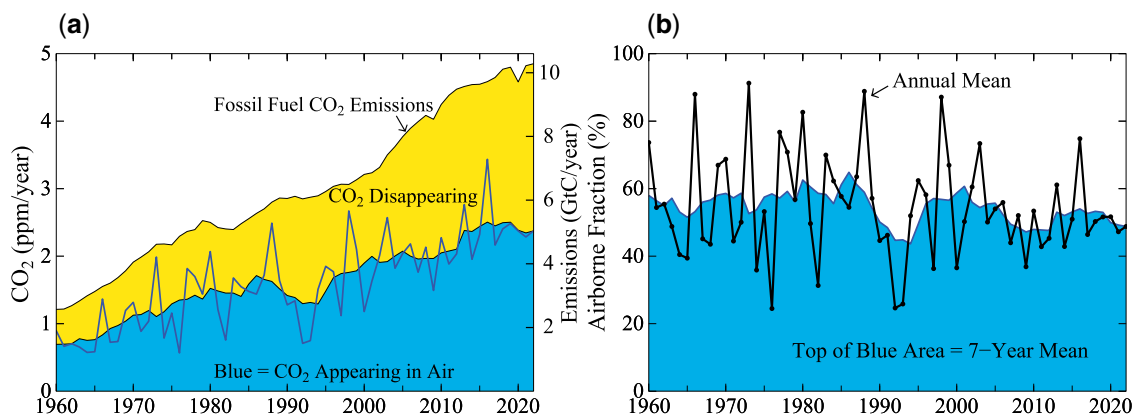 (a)
CO2 (ppm/year)
5
4
3
2
1
0
1960 1970 1980 1990 2000 2010 2020
Fossil Fuel CO2 Emissions
CO2 Disappearing
Blue = CO2 Appearing in Air
10
8
6
4
2
Emissions (GtC/year)
(b)
Airborne Fraction (%)
100
80
60
40
20
0
1960 1970 1980 1990 2000 2010 2020
Annual Mean
Top of Blue Area = 7−Year Mean